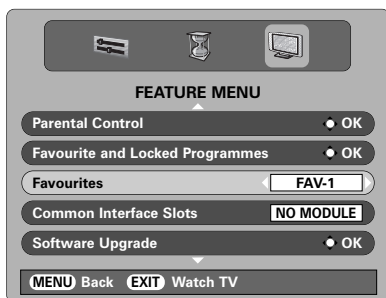 FEATURE MENU
Parental Control OK
Favourite and Locked Programmes OK
Favourites FAV-1
Common Interface Slots NO MODULE
Software Upgrade OK
MENU Back EXIT Watch TV